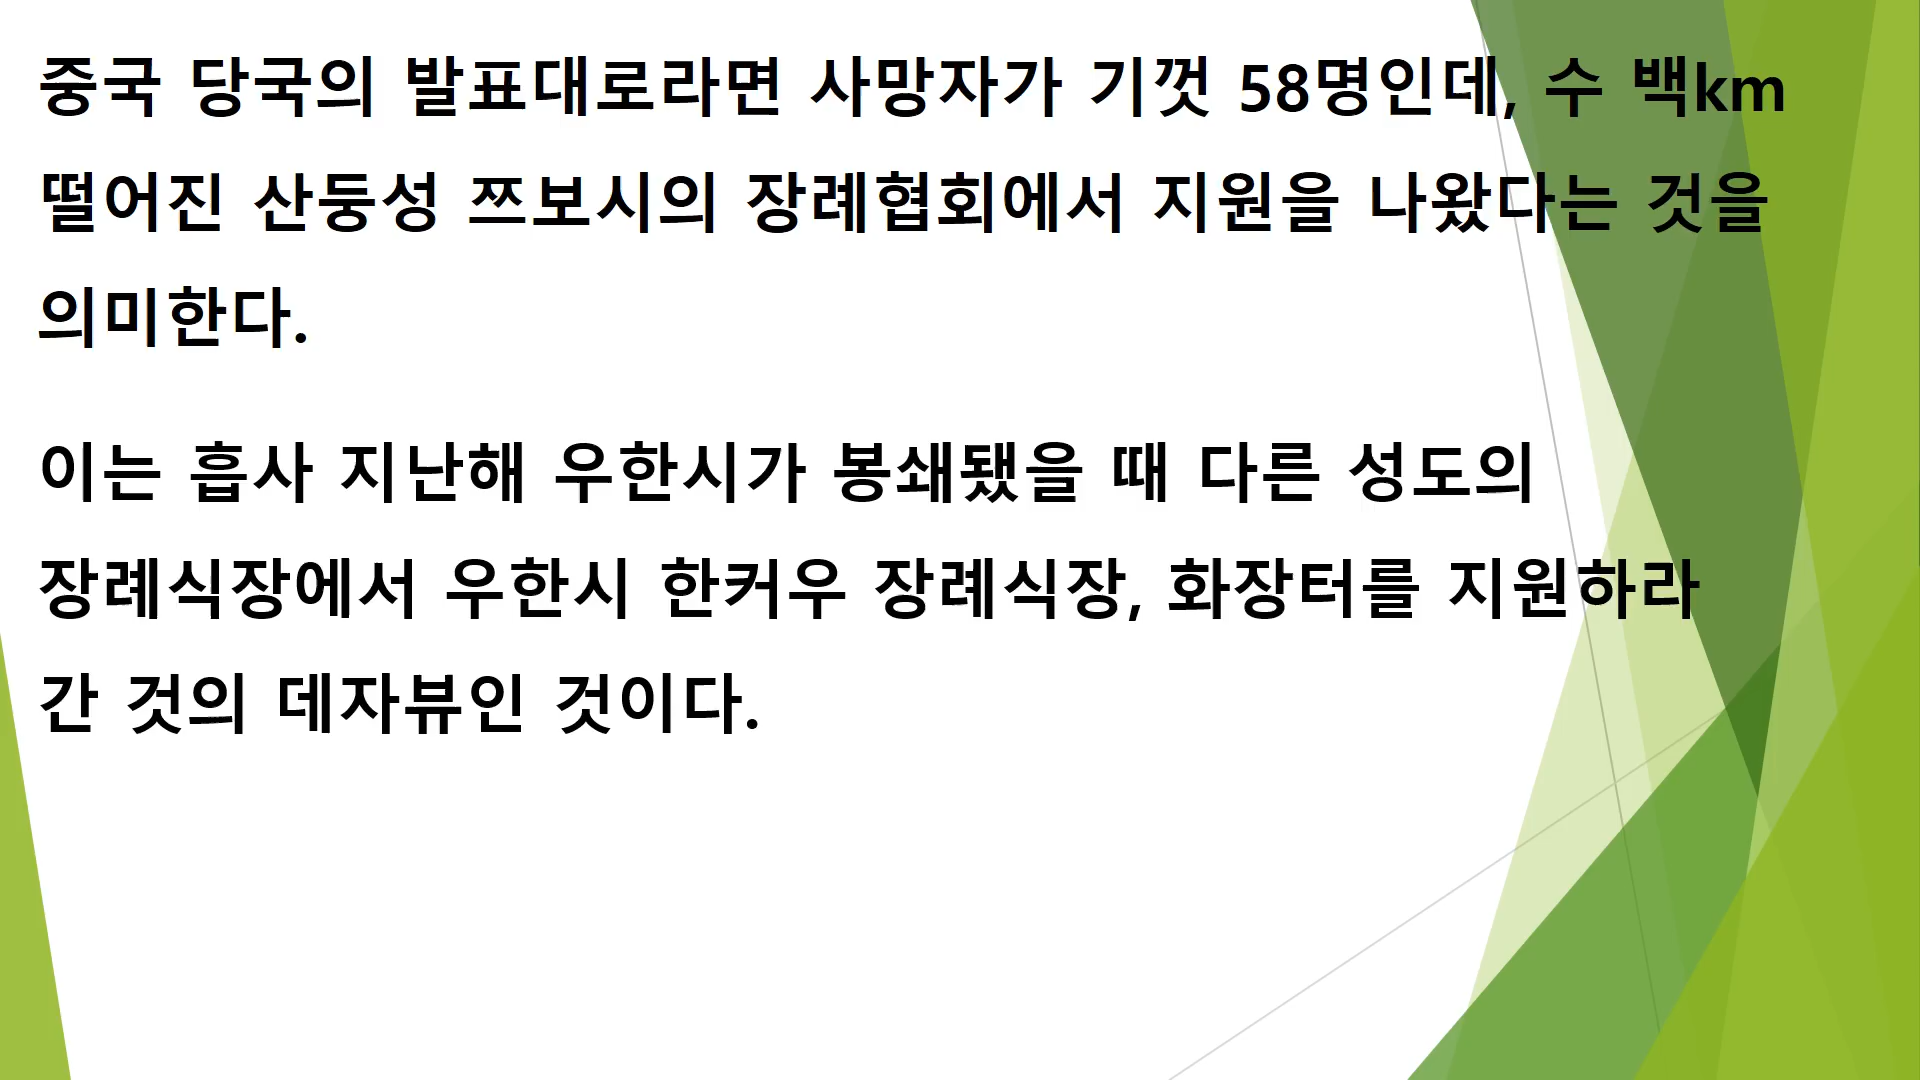 중국 당국의 발표대로라면 사망자가 기껏 58명인데, 수 백km
떨어진 산둥성 쯔보시의 장례협회에서 지원을 나왔다는 것을
의미한다.
이는 흡사 지난해 우한시가 봉쇄됐을 때 다른 성도의
장례식장에서 우한시 한커우 장례식장, 화장터를 지원하라
간 것의 데자뷰인 것이다.